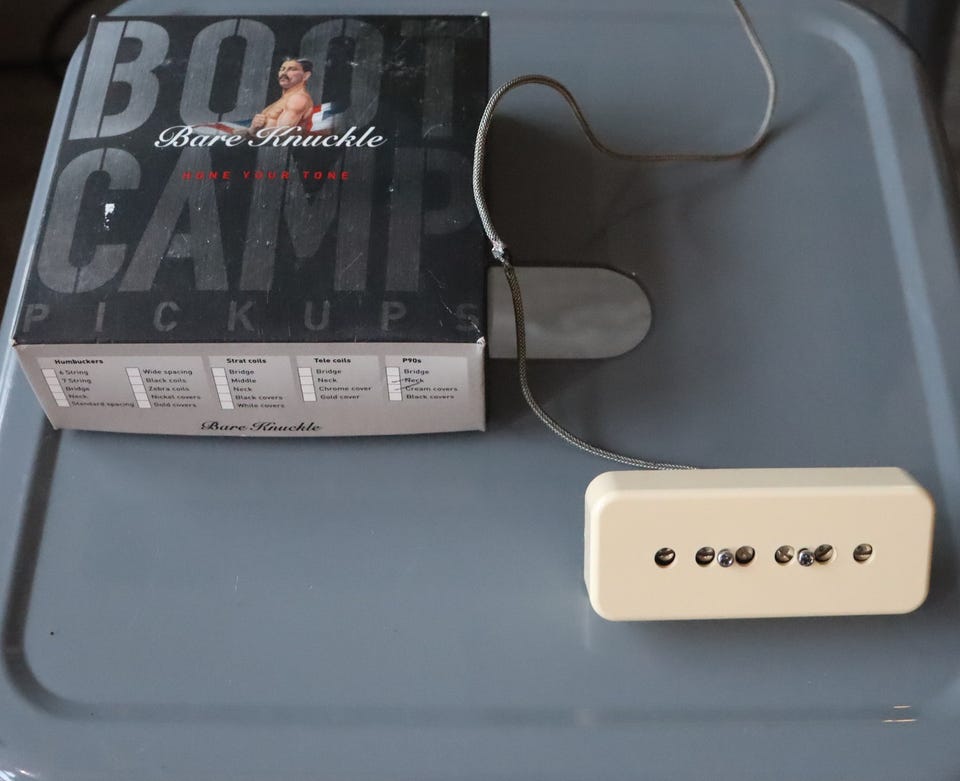 BOOT
Bare Knuckle
HONE YOUR TONE
CAMP
PICKUPS
Humbuckers
6 String
7 String
Bridge
Neck
Standard spacing
Wide spacing
Black coils
Zebra coils
Nickel covers
Gold covers
Strat coils
Bridge
Middle
Neck
Black covers
White covers
Tele coils
Bridge
Neck
Chrome cover
Gold cover
P90s
Bridge
Neck
Cream covers
Black covers
Bare Knuckle